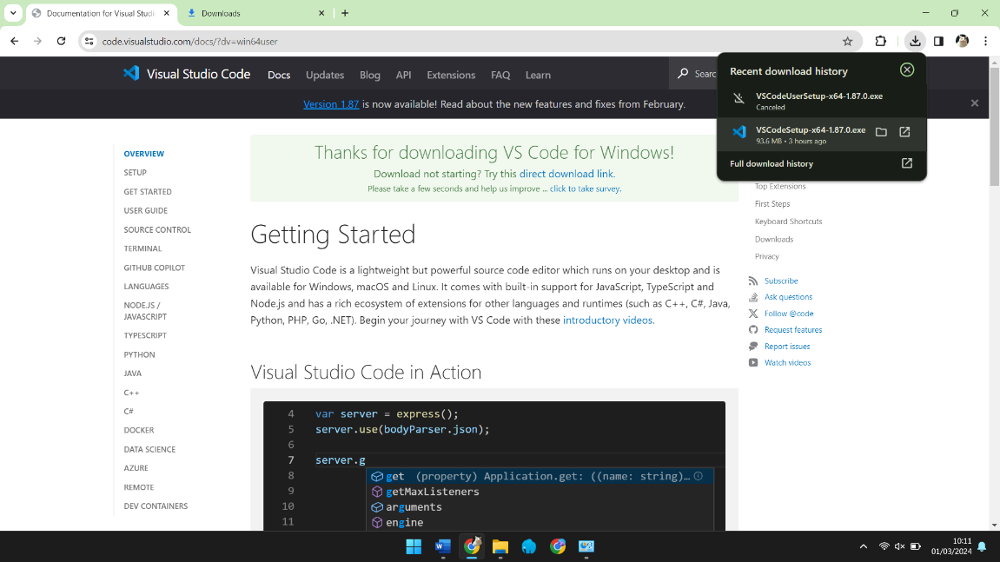 Documentation for Visual Studi
Downloads
code.visualstudio.com/docs/?dv=win64user
Visual Studio Code
Docs
Updates
Blog
API
Extensions
FAQ
Learn
Searc
Version 1.87 is now available! Read about the new features and fixes from February.
Recent download history
VSCodeUserSetup-x64-1.87.0.exe
Canceled
VSCodeSetup-x64-1.87.0.exe
93.6 MB • 3 hours ago
Full download history
OVERVIEW
SETUP
GET STARTED
USER GUIDE
SOURCE CONTROL
TERMINAL
GITHUB COPILOT
LANGUAGES
NODE.JS /
JAVASCRIPT
TYPESCRIPT
PYTHON
JAVA
C++
C#
DOCKER
DATA SCIENCE
AZURE
REMOTE
DEV CONTAINERS
Thanks for downloading VS Code for Windows!
Download not starting? Try this direct download link.
Please take a few seconds and help us improve ... click to take survey.
Getting Started
Visual Studio Code is a lightweight but powerful source code editor which runs on your desktop and is
available for Windows, macOS and Linux. It comes with built-in support for JavaScript, TypeScript and
Node.js and has a rich ecosystem of extensions for other languages and runtimes (such as C++, C#, Java,
Python, PHP, Go, .NET). Begin your journey with VS Code with these introductory videos.
Visual Studio Code in Action
4 var server = express();
5 server.use(bodyParser.json);
6
7 server.g
8 get (property) Application.get: ((name: string)…
9 getMaxListeners
10 arguments
11 engine
Top Extensions
First Steps
Keyboard Shortcuts
Downloads
Privacy
Subscribe
Ask questions
Follow @code
Request features
Report issues
Watch videos
10:11
01/03/2024